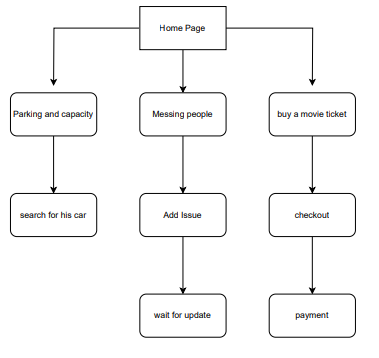 Home Page
Parking and capacity
Messing people
buy a movie ticket
search for his car
Add Issue
checkout
wait for update
payment